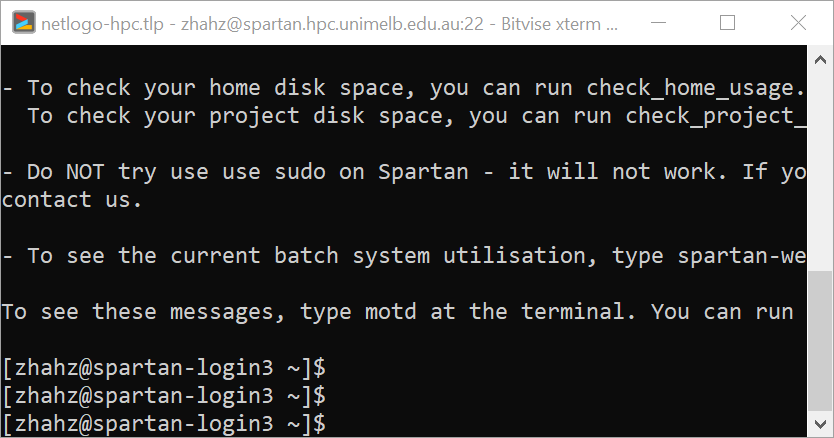 netlogo-hpc.tlp - zhahz@spartan.hpc.unimelb.edu.au:22 - Bitvise xterm ...
- To check your home disk space, you can run check_home_usage.
  To check your project disk space, you can run check_project_
- Do NOT try use use sudo on Spartan - it will not work. If yo
contact us.
- To see the current batch system utilisation, type spartan-we
To see these messages, type motd at the terminal. You can run
[zhahz@spartan-login3 ~]$
[zhahz@spartan-login3 ~]$
[zhahz@spartan-login3 ~]$